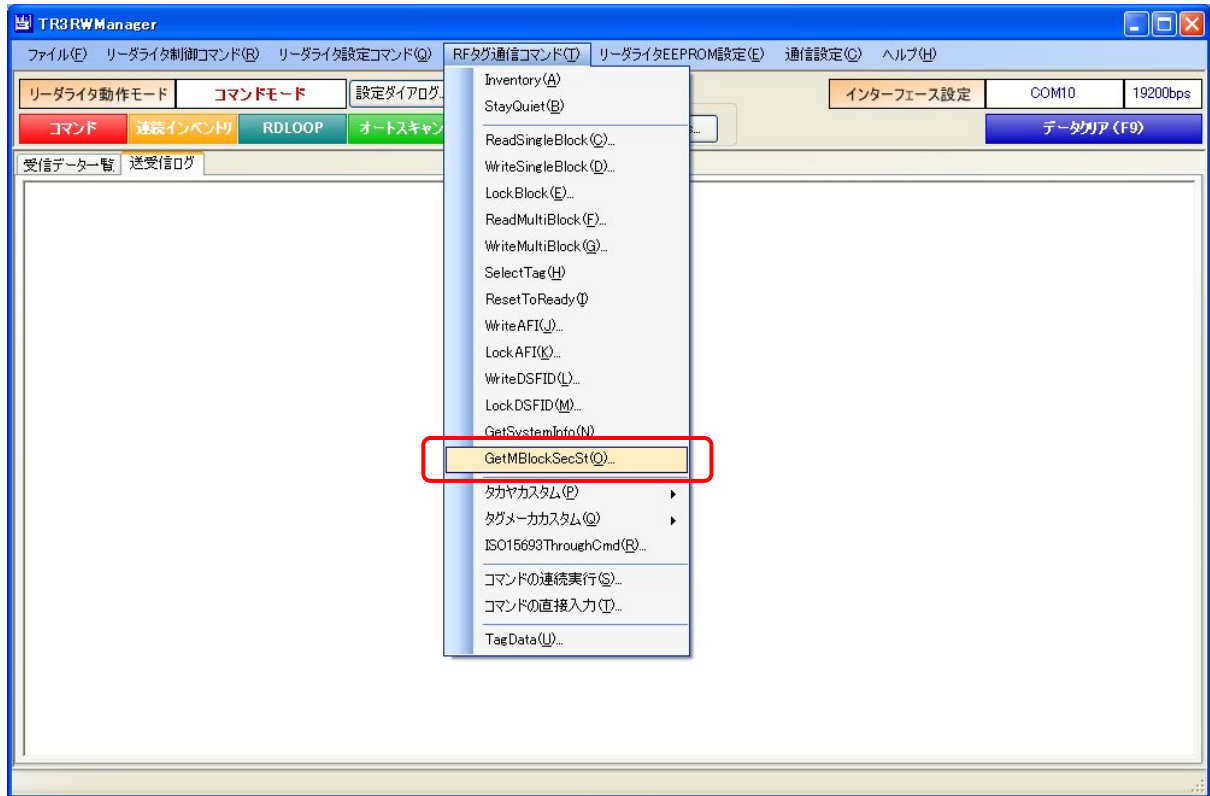 TR3RWManager
ファイル(F) リーダライタ制御コマンド(R) リーダライタ設定コマンド(Q) RFタグ通信コマンド(T) リーダライタEEPROM設定(E) 通信設定(C) ヘルプ(H)
リーダライタ動作モード コマンドモード 設定ダイアログ.. インターフェース設定 COM10 19200bps
コマンド 連続インベントリ RDLOOP オートスキャン ... データクリア(F9)
受信データ一覧 送受信ログ
Inventory(A)
StayQuiet(B)
ReadSingleBlock(C)...
WriteSingleBlock(D)...
LockBlock(E)...
ReadMultiBlock(F)...
WriteMultiBlock(G)...
SelectTag(H)
ResetToReady(I)
WriteAFI(J)...
LockAFI(K)...
WriteDSFID(L)...
LockDSFID(M)...
GetSystemInfo(N)
GetMBlockSecSt(O)...
タカヤカスタム(P)
タグメーカカスタム(Q)
ISO15693ThroughCmd(R)...
コマンドの連続実行(S)...
コマンドの直接入力(T)...
TagData(U)...